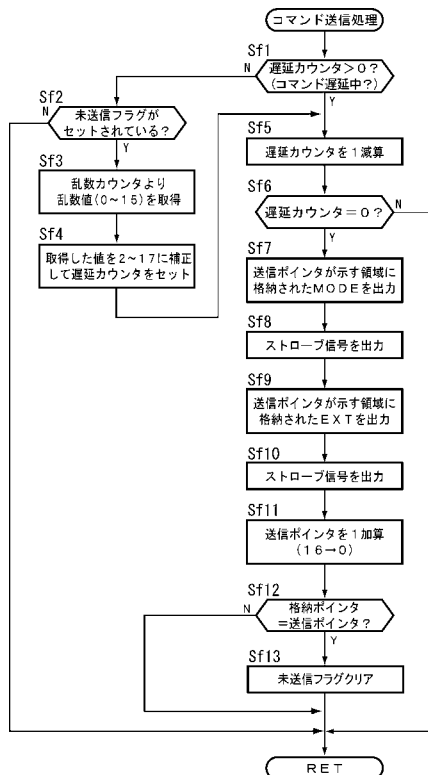 コマンド送信処理
Sf1
遅延カウンタ＞0？
(コマンド遅延中？)
N
Y
Sf2
未送信フラグが
セットされている？
N
Y
Sf3
乱数カウンタより
乱数値(0～15)を取得
Sf4
取得した値を2～17に補正
して遅延カウンタをセット
Sf5
遅延カウンタを1減算
Sf6
遅延カウンタ＝0？
N
Y
Sf7
送信ポインタが示す領域に
格納されたMODEを出力
Sf8
ストローブ信号を出力
Sf9
送信ポインタが示す領域に
格納されたEXTを出力
Sf10
ストローブ信号を出力
Sf11
送信ポインタを1加算
(16→0)
Sf12
格納ポインタ
＝送信ポインタ？
N
Y
Sf13
未送信フラグクリア
RET